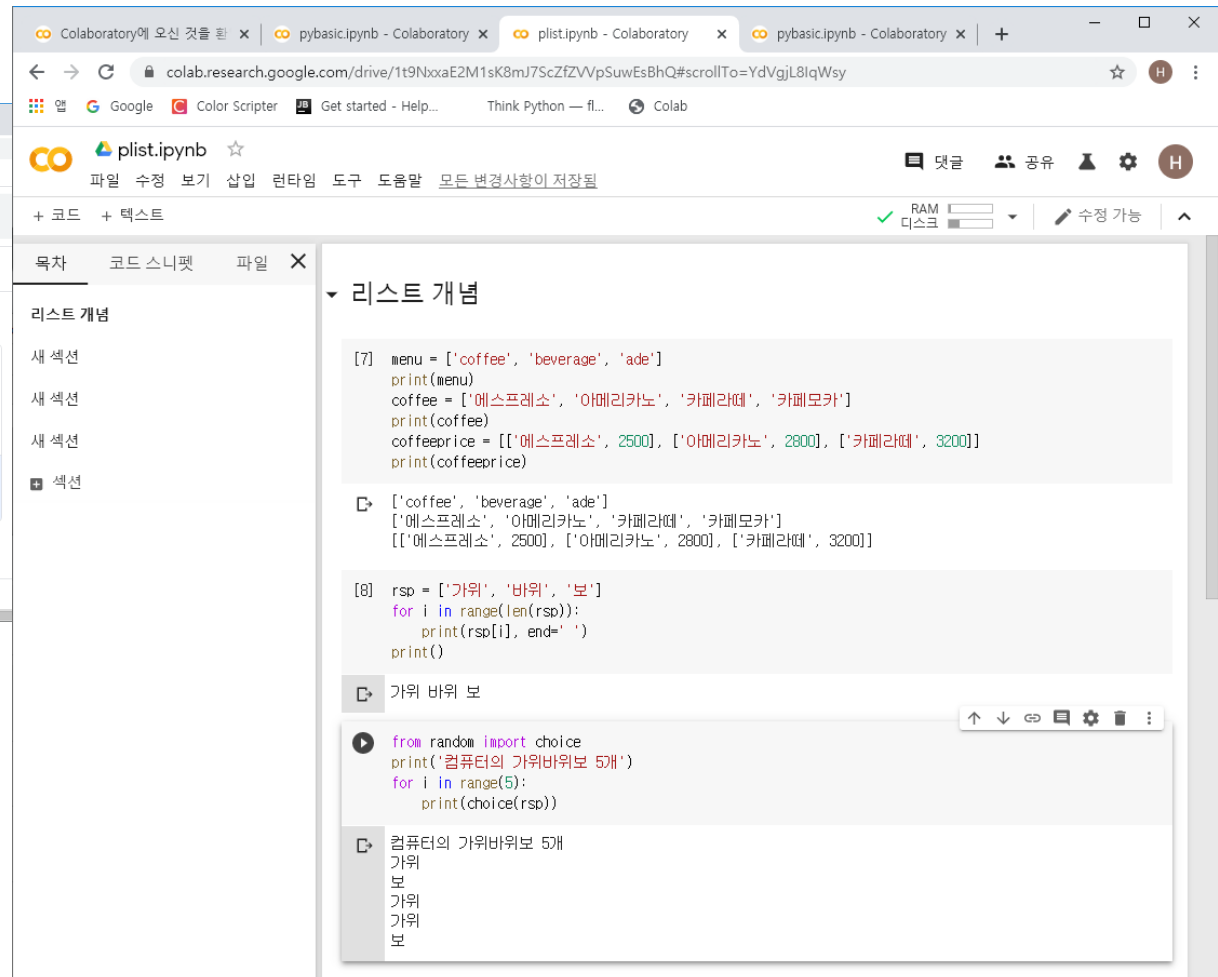 Colaboratory에 오신 것을 환
pybasic.ipynb - Colaboratory
plist.ipynb - Colaboratory
pybasic.ipynb - Colaboratory
colab.research.google.com/drive/1t9NxxaE2M1sK8mJ7ScZfZVVpSuwEsBhQ#scrollTo=YdVgjL8IqWsy
H
앱 Google Color Scripter Get started - Help... Think Python — fl... Colab
plist.ipynb
댓글 공유 H
파일 수정 보기 삽입 런타임 도구 도움말 모든 변경사항이 저장됨
+ 코드 + 텍스트
RAM
디스크
수정 가능
목차 코드 스니펫 파일
리스트 개념
새 섹션
새 섹션
새 섹션
섹션
리스트 개념
[7] menu = ['coffee', 'beverage', 'ade']
print(menu)
coffee = ['에스프레소', '아메리카노', '카페라떼', '카페모카']
print(coffee)
coffeeprice = [['에스프레소', 2500], ['아메리카노', 2800], ['카페라떼', 3200]]
print(coffeeprice)
['coffee', 'beverage', 'ade']
['에스프레소', '아메리카노', '카페라떼', '카페모카']
[['에스프레소', 2500], ['아메리카노', 2800], ['카페라떼', 3200]]
[8] rsp = ['가위', '바위', '보']
for i in range(len(rsp)):
print(rsp[i], end=' ')
print()
가위 바위 보
from random import choice
print('컴퓨터의 가위바위보 5개')
for i in range(5):
print(choice(rsp))
컴퓨터의 가위바위보 5개
가위
보
가위
가위
보